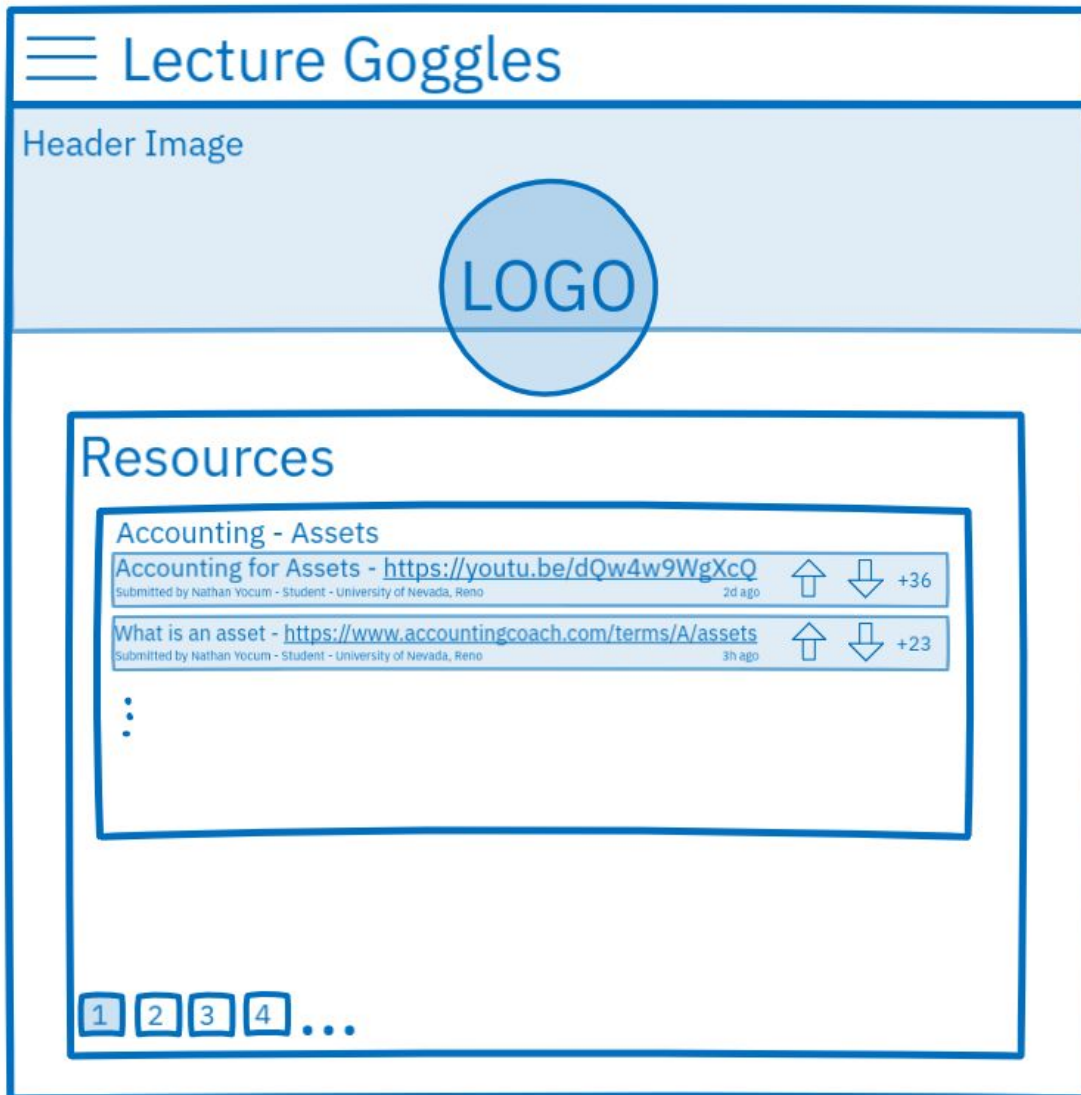 Lecture Goggles
Header Image
LOGO
Resources
Accounting - Assets
Accounting for Assets - https://youtu.be/dQw4w9WgXcQ
Submitted by Nathan Yocum - Student - University of Nevada, Reno 2d ago +36
What is an asset - https://www.accountingcoach.com/terms/A/assets
Submitted by Nathan Yocum - Student - University of Nevada, Reno 3h ago +23
1 2 3 4 ...